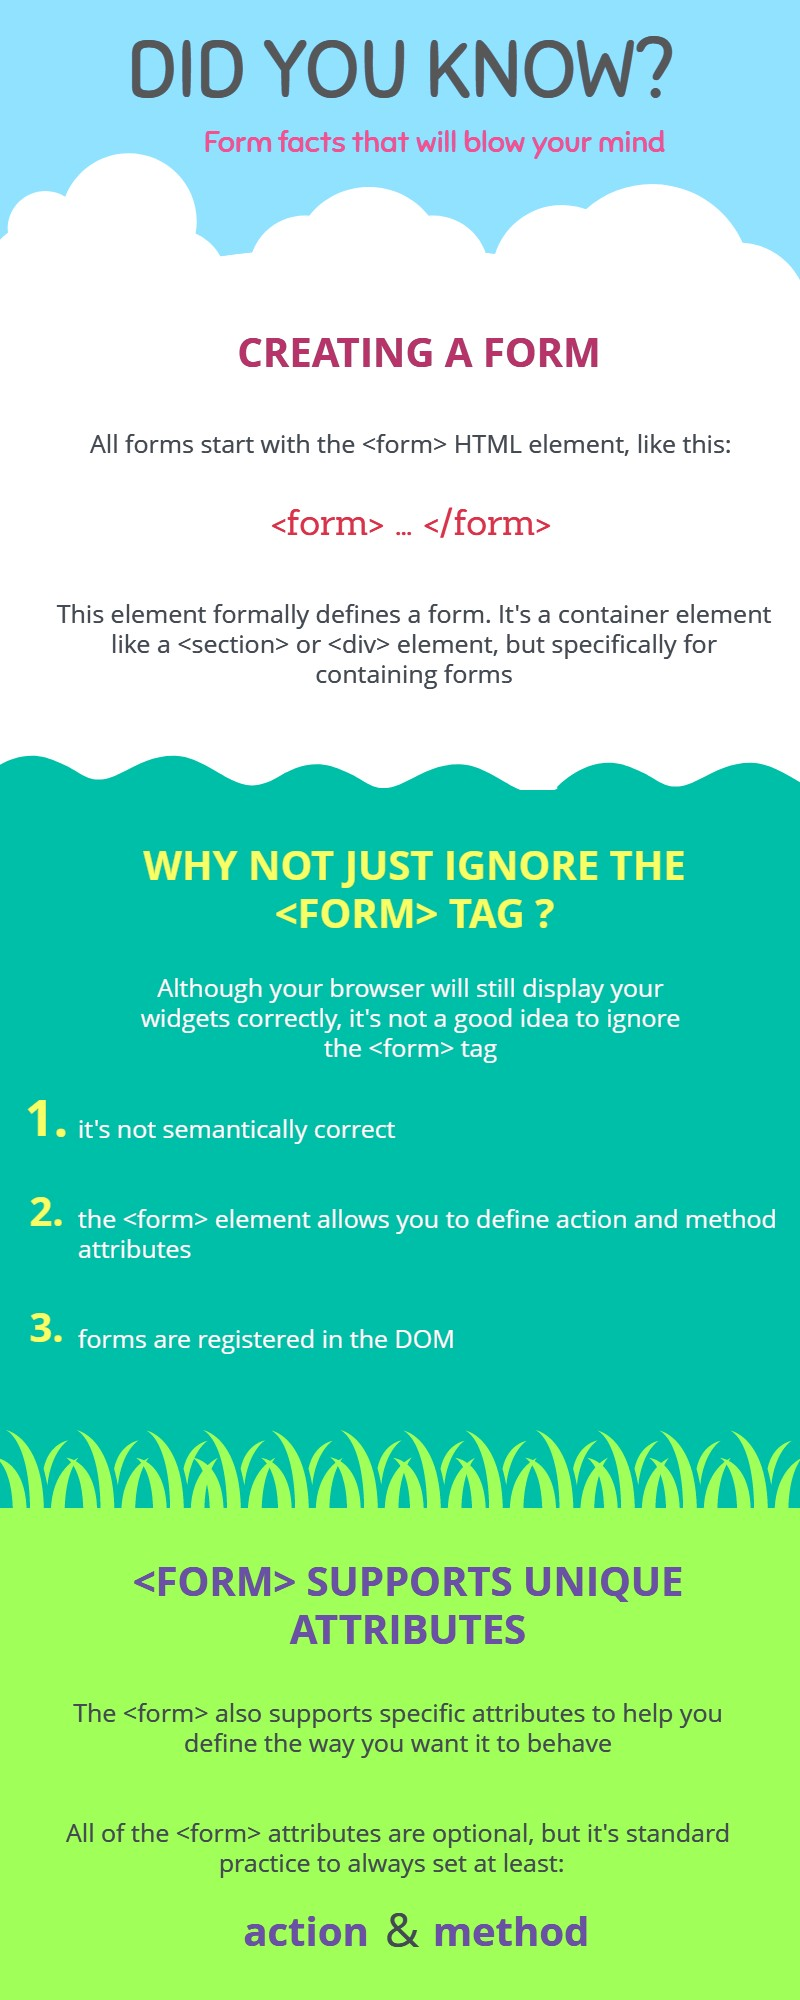 DID YOU KNOW?
Form facts that will blow your mind
CREATING A FORM
All forms start with the <form> HTML element, like this:
<form> ... </form>
This element formally defines a form. It's a container element
like a <section> or <div> element, but specifically for
containing forms
WHY NOT JUST IGNORE THE
<FORM> TAG ?
Although your browser will still display your
widgets correctly, it's not a good idea to ignore
the <form> tag
1. it's not semantically correct
2. the <form> element allows you to define action and method
attributes
3. forms are registered in the DOM
<FORM> SUPPORTS UNIQUE
ATTRIBUTES
The <form> also supports specific attributes to help you
define the way you want it to behave
All of the <form> attributes are optional, but it's standard
practice to always set at least:
action & method